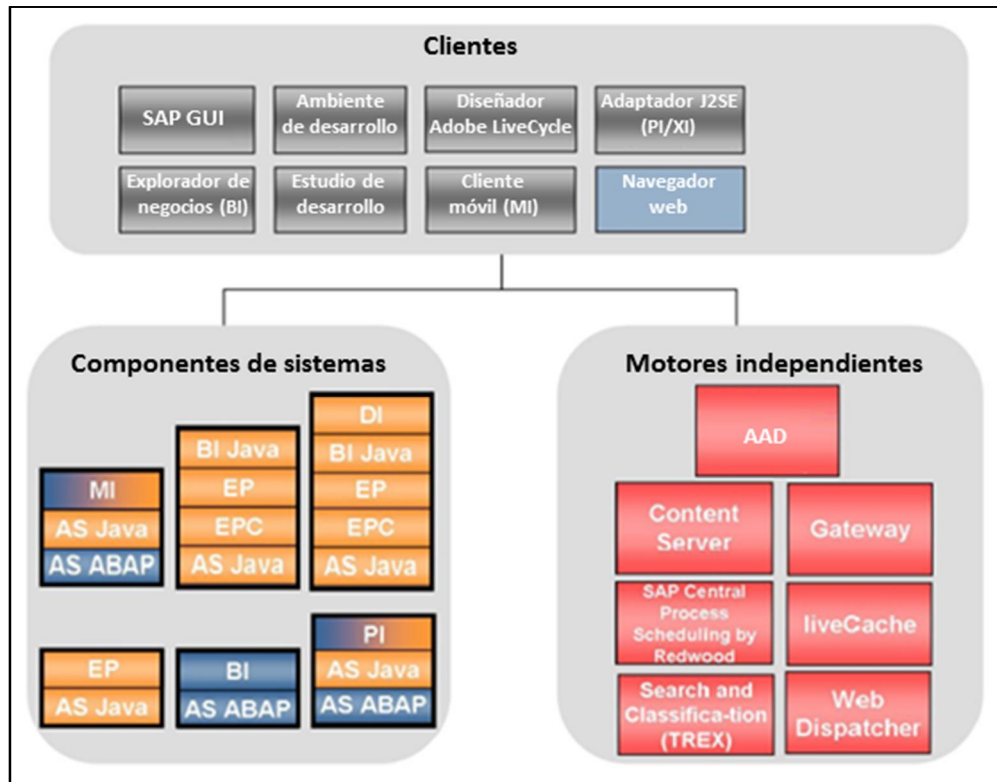 Clientes
SAP GUI
Ambiente
de desarrollo
Diseñador
Adobe LiveCycle
Adaptador J2SE
(PI/XI)
Explorador de
negocios (BI)
Estudio de
desarrollo
Cliente
móvil (MI)
Navegador
web
Componentes de sistemas
MI
AS Java
AS ABAP
BI Java
EP
EPC
AS Java
DI
BI Java
EP
EPC
AS Java
EP
AS Java
BI
AS ABAP
PI
AS Java
AS ABAP
Motores independientes
AAD
Content
Server
Gateway
SAP Central
Process
Scheduling by
Redwood
liveCache
Search and
Classifica-tion
(TREX)
Web
Dispatcher